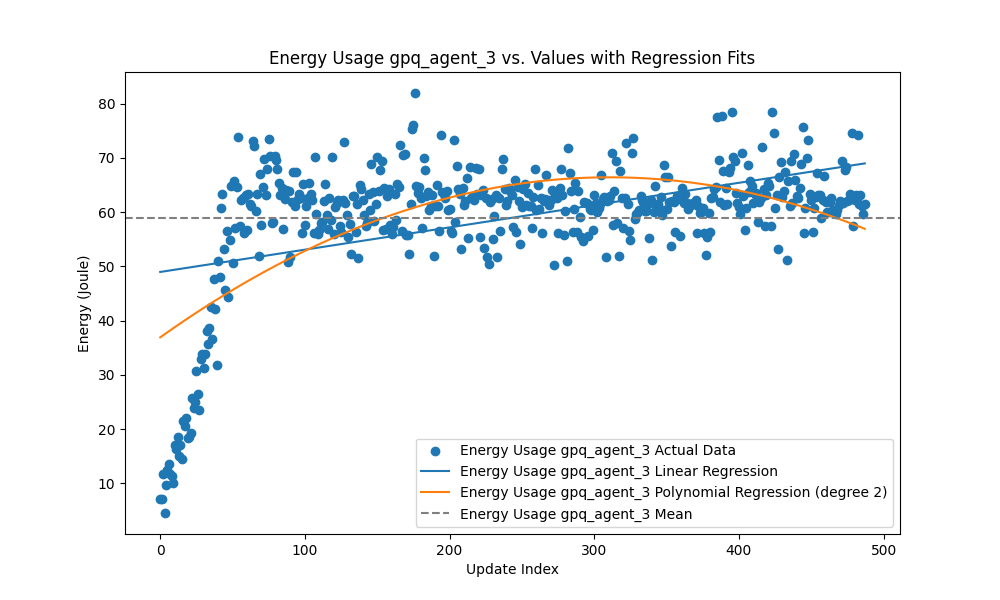 Energy Usage gpq_agent_3 vs. Values with Regression Fits
Energy (Joule)
80
70
60
50
40
30
20
10
Energy Usage gpq_agent_3 Actual Data
Energy Usage gpq_agent_3 Linear Regression
Energy Usage gpq_agent_3 Polynomial Regression (degree 2)
Energy Usage gpq_agent_3 Mean
0 100 200 300 400 500
Update Index